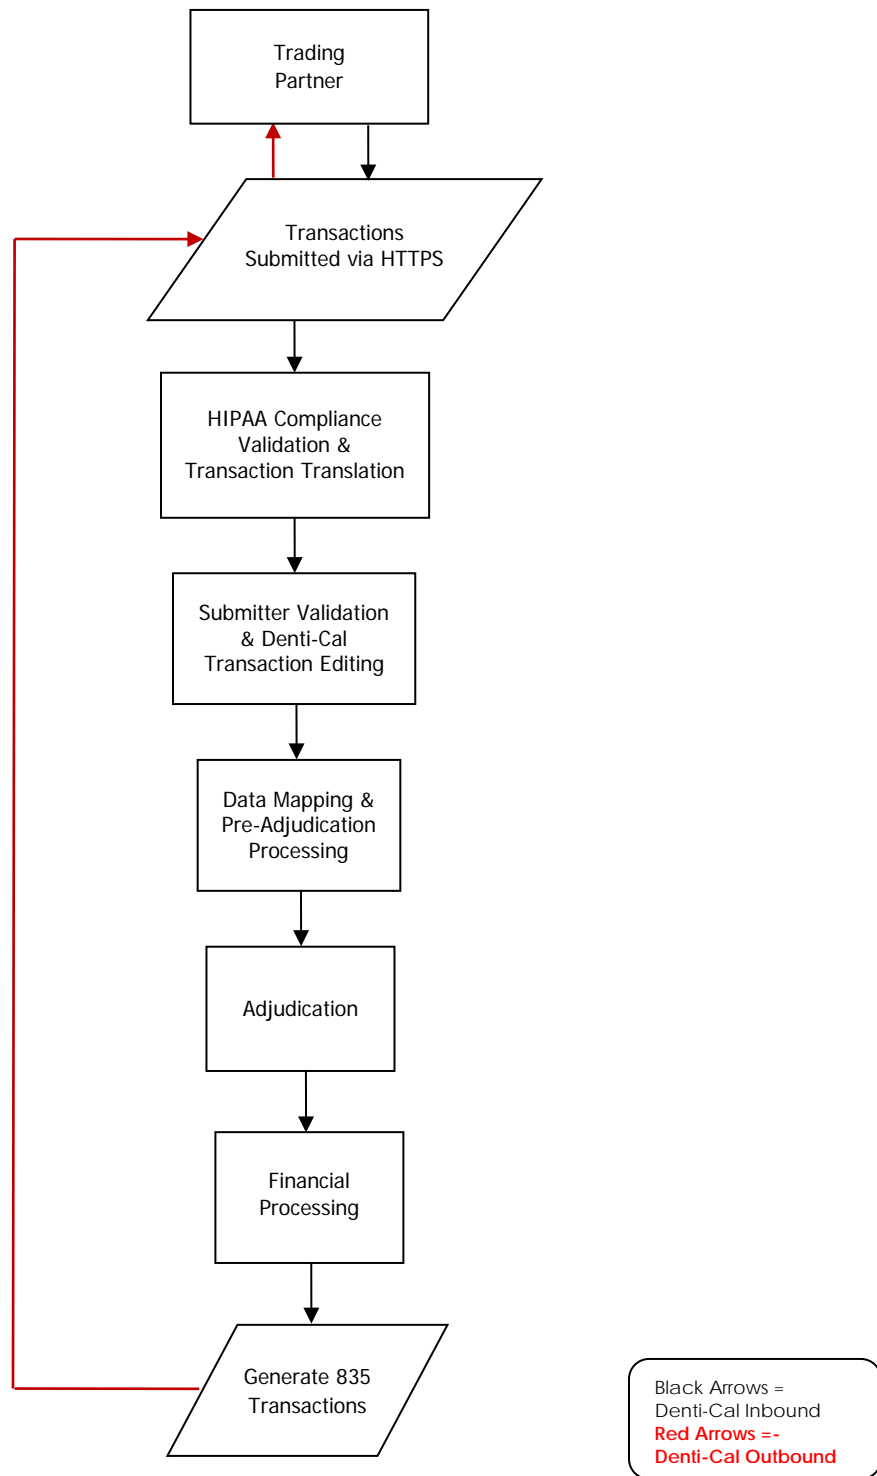 Trading
Partner
Transactions
Submitted via HTTPS
HIPAA Compliance
Validation &
Transaction Translation
Submitter Validation
& Denti-Cal
Transaction Editing
Data Mapping &
Pre-Adjudication
Processing
Adjudication
Financial
Processing
Generate 835
Transactions
Black Arrows =
Denti-Cal Inbound
Red Arrows =-
Denti-Cal Outbound